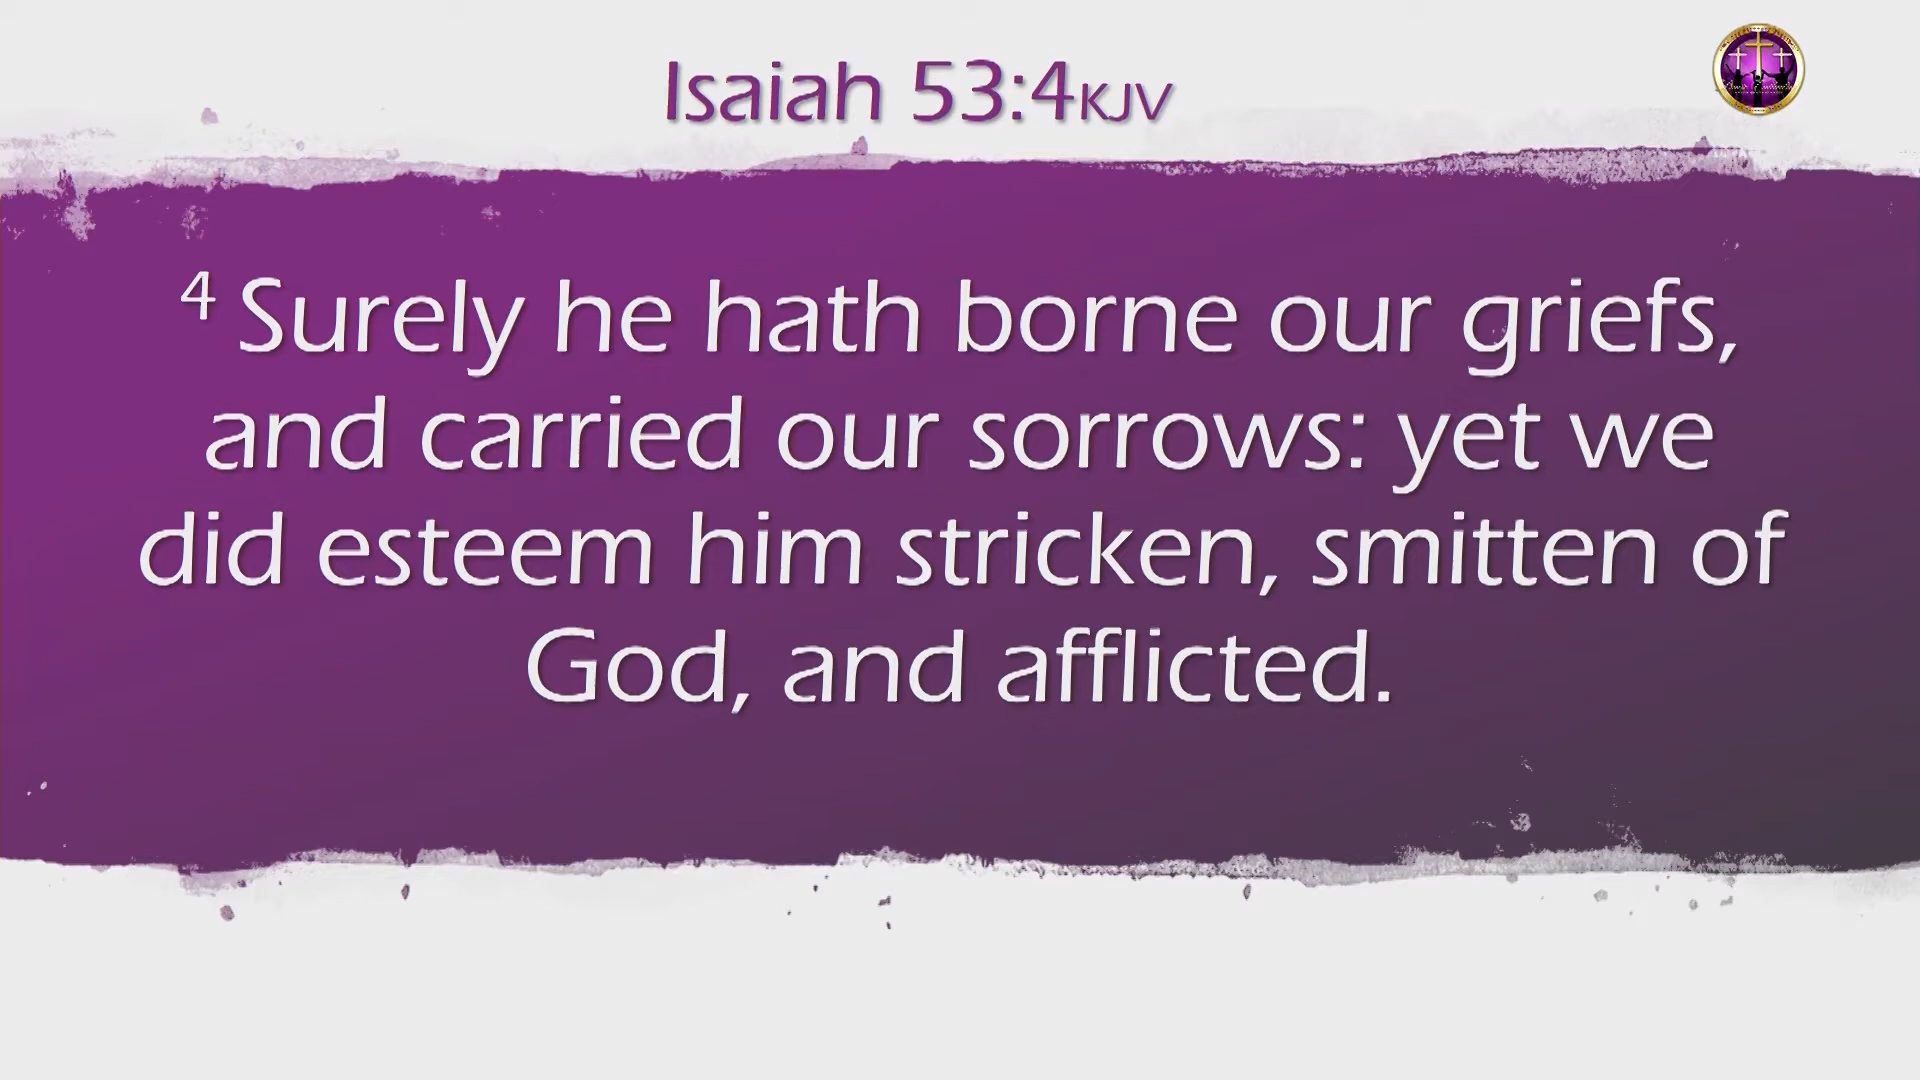 Isaiah 53:4KJV
4 Surely he hath borne our griefs,
and carried our sorrows: yet we
did esteem him stricken, smitten of
God, and afflicted.